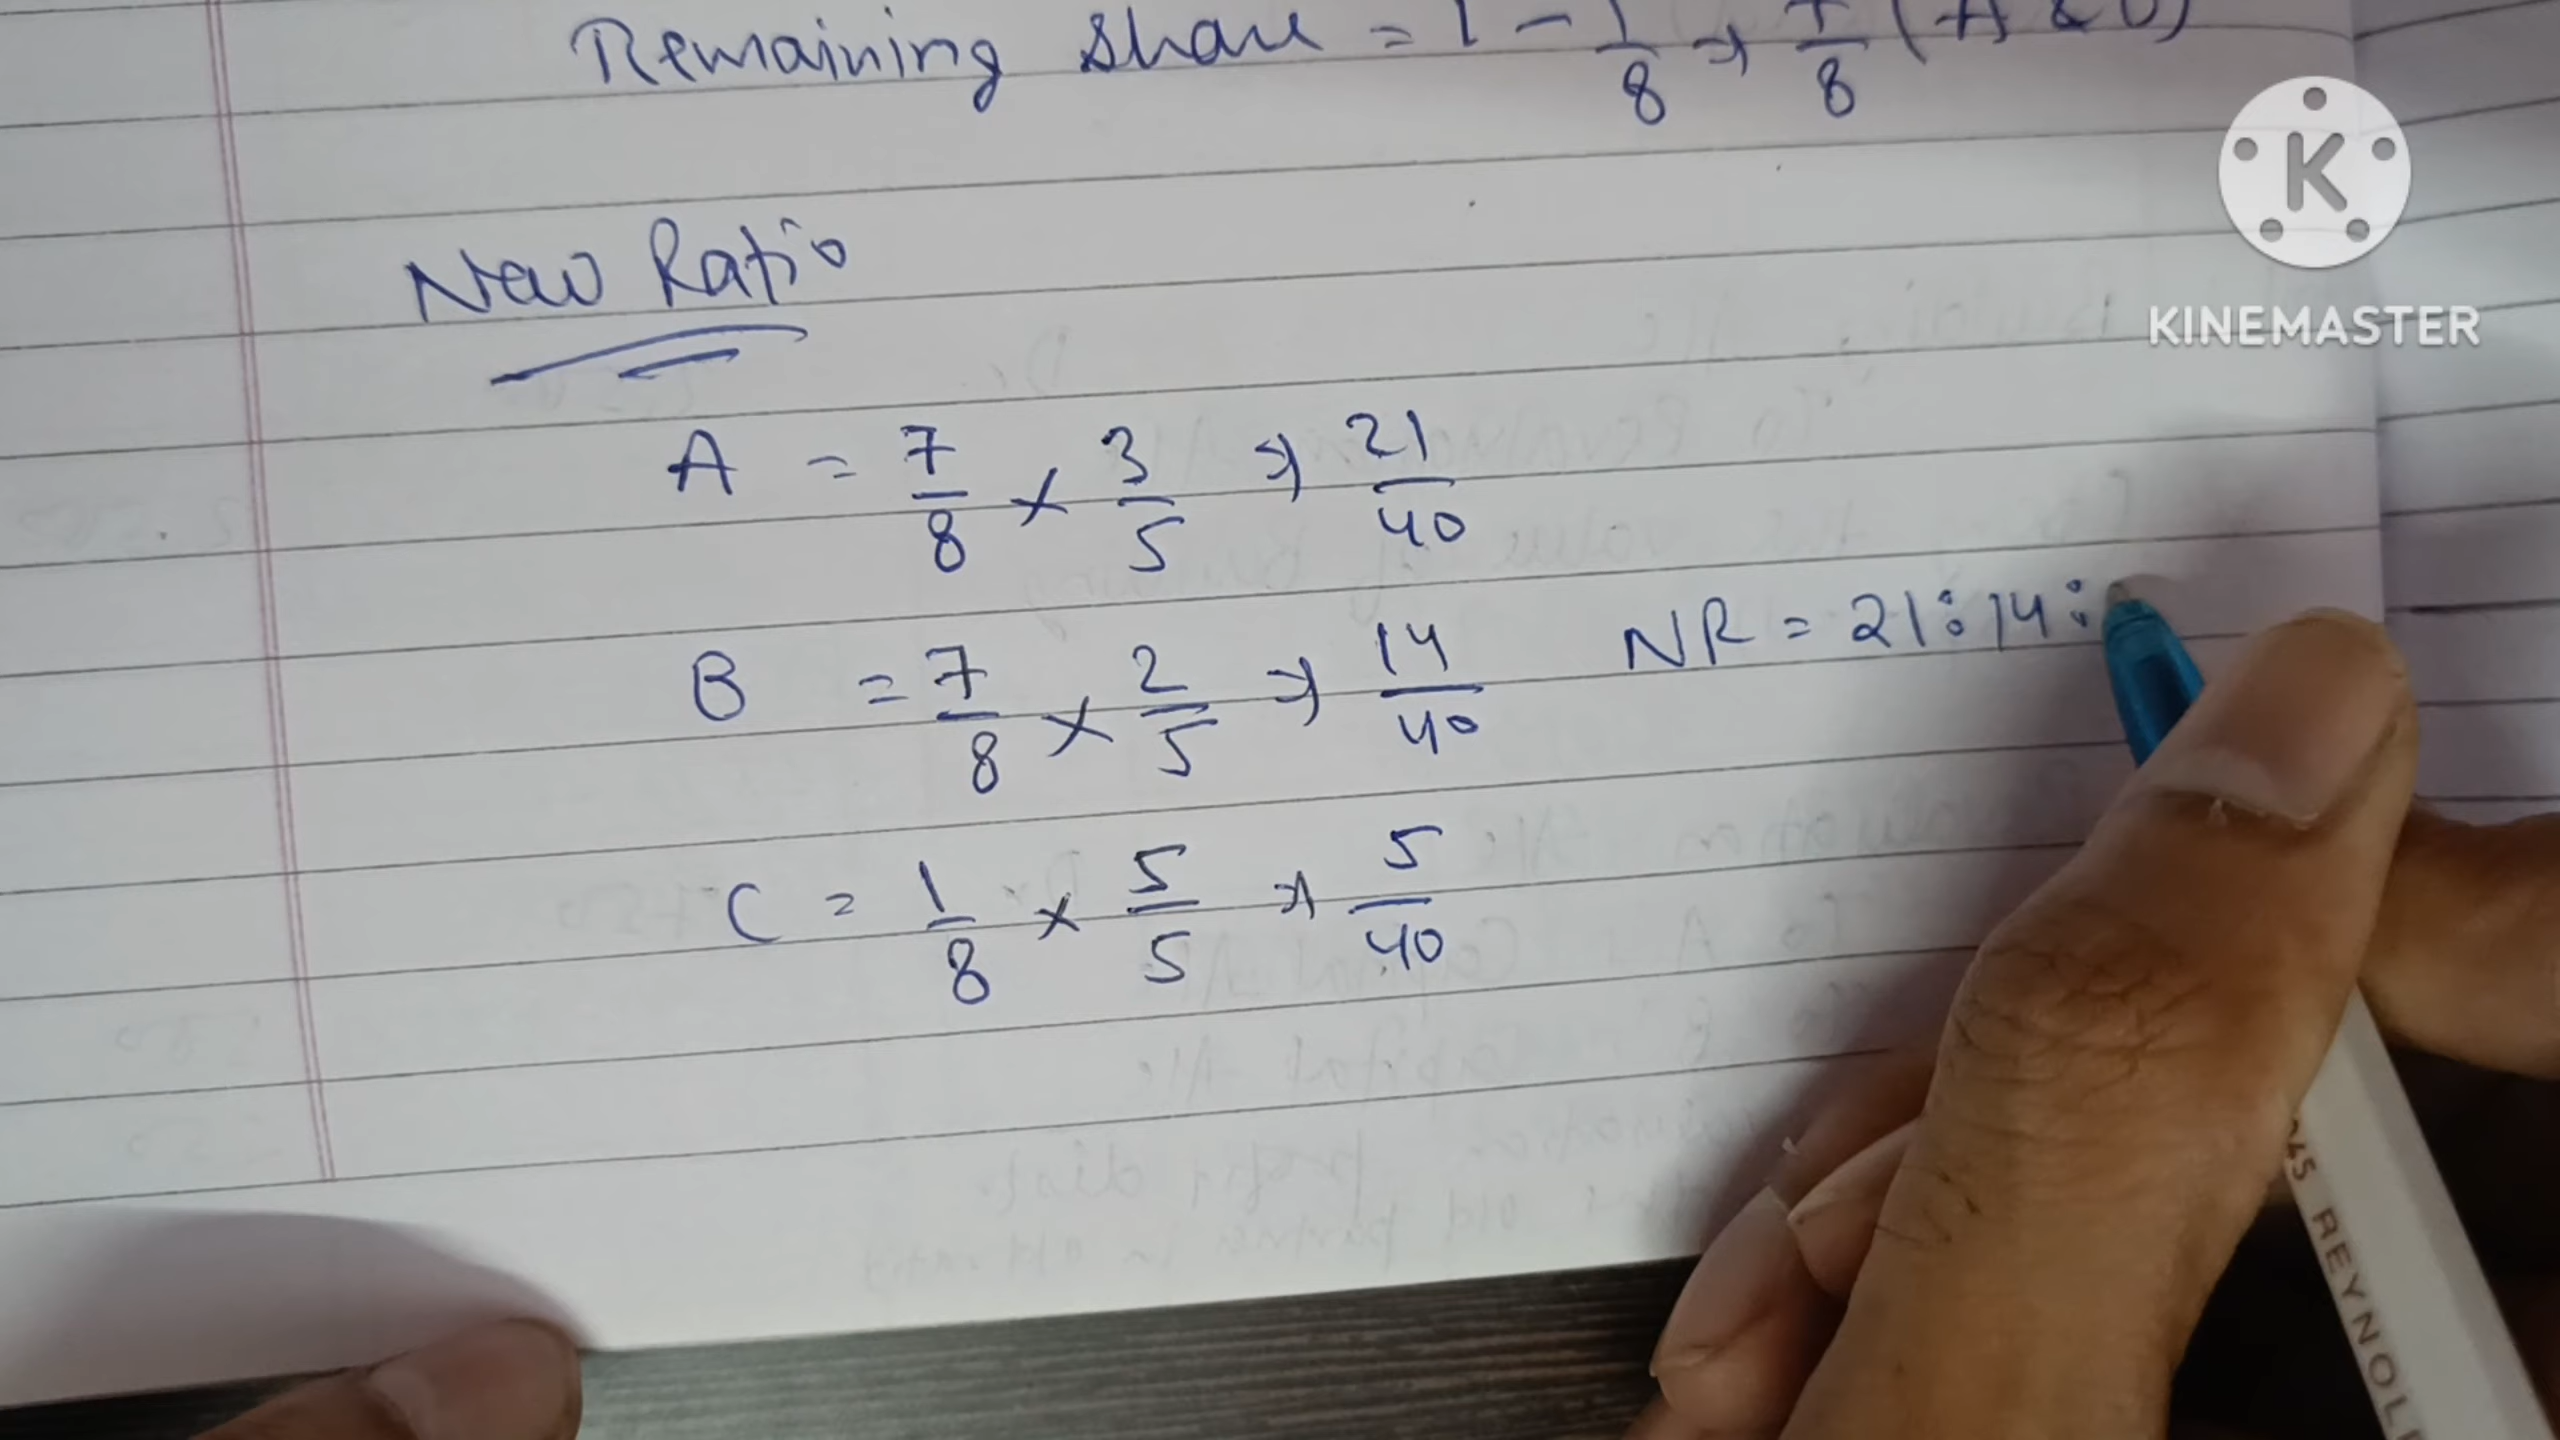 Remaining Share = 1 - 1/8 => 7/8 (A & B)
New Ratio
A = 7/8 × 3/5 => 21/40
B = 7/8 × 2/5 => 14/40
NR = 21:14:
C = 1/8 × 5/5 => 5/40
K
KINEMASTER
045 REYNOL